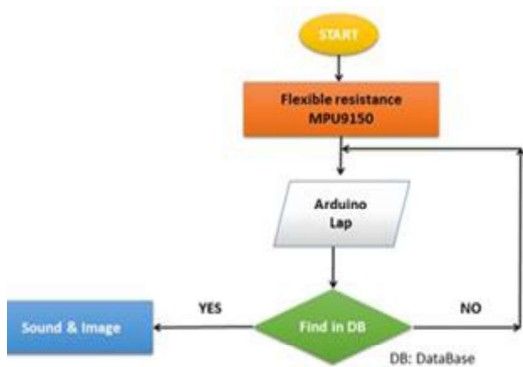 START
Flexible resistance
MPU9150
Arduino
Lap
YES
NO
Sound & Image
Find in DB
DB: DataBase